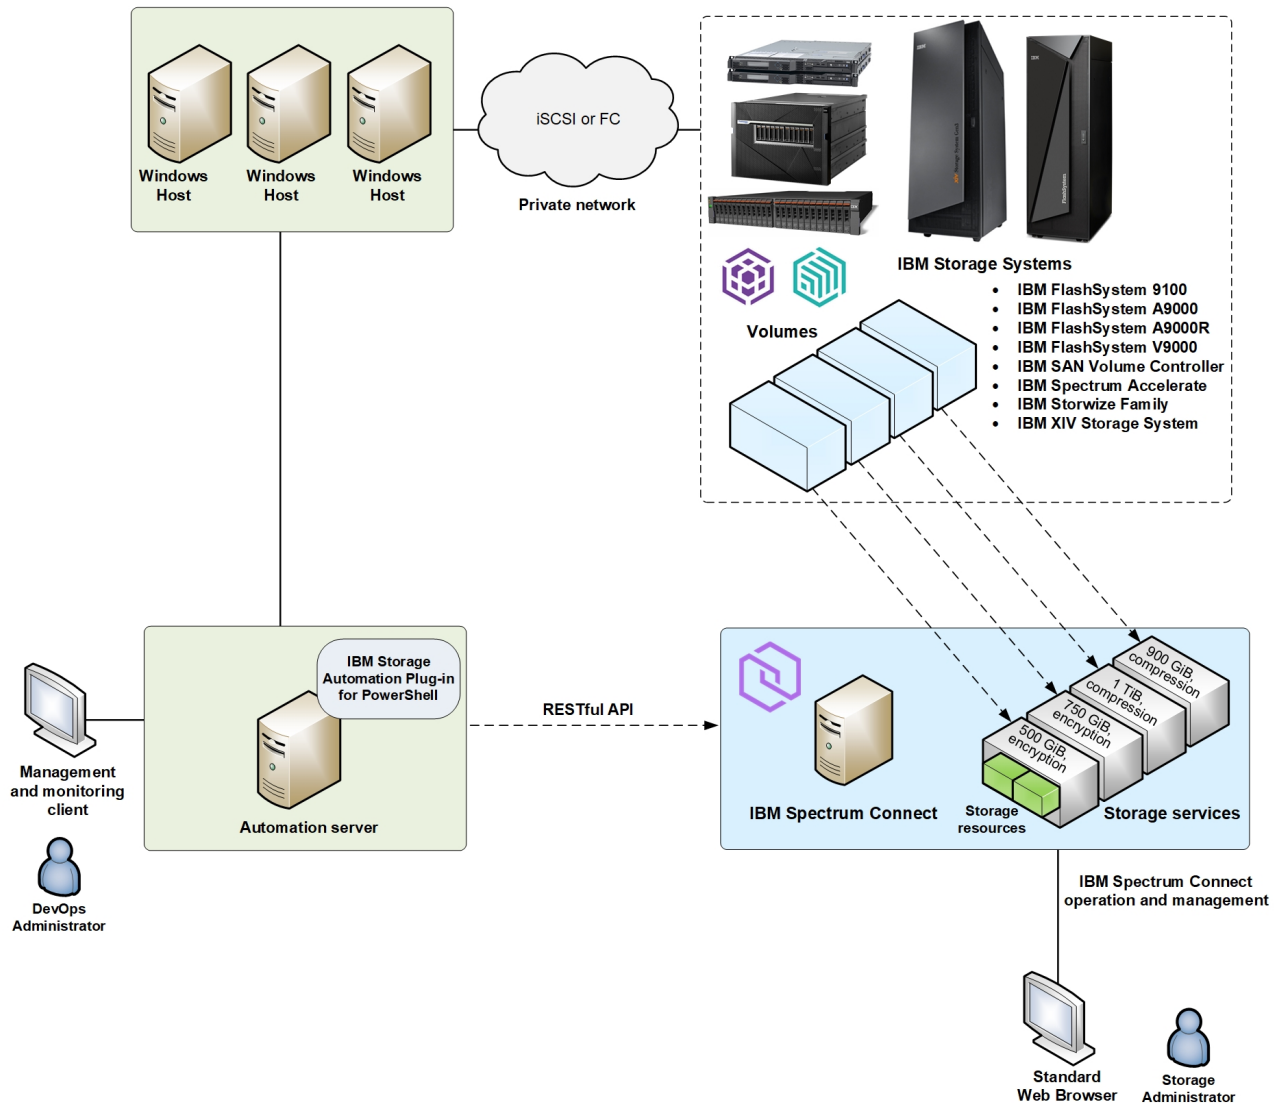 Windows
Host
Windows
Host
Windows
Host
iSCSI or FC
Private network
IBM Storage Systems
• IBM FlashSystem 9100
• IBM FlashSystem A9000
• IBM FlashSystem A9000R
• IBM FlashSystem V9000
• IBM SAN Volume Controller
• IBM Spectrum Accelerate
• IBM Storwize Family
• IBM XIV Storage System
Volumes
FlashSystem
IBM Storage
Automation Plug-in
for PowerShell
Automation server
Management
and monitoring
client
DevOps
Administrator
RESTful API
IBM Spectrum Connect
900 GiB,
compression
1 TiB,
compression
750 GiB,
encryption
500 GiB,
encryption
Storage
resources
Storage services
IBM Spectrum Connect
operation and management
Standard
Web Browser
Storage
Administrator